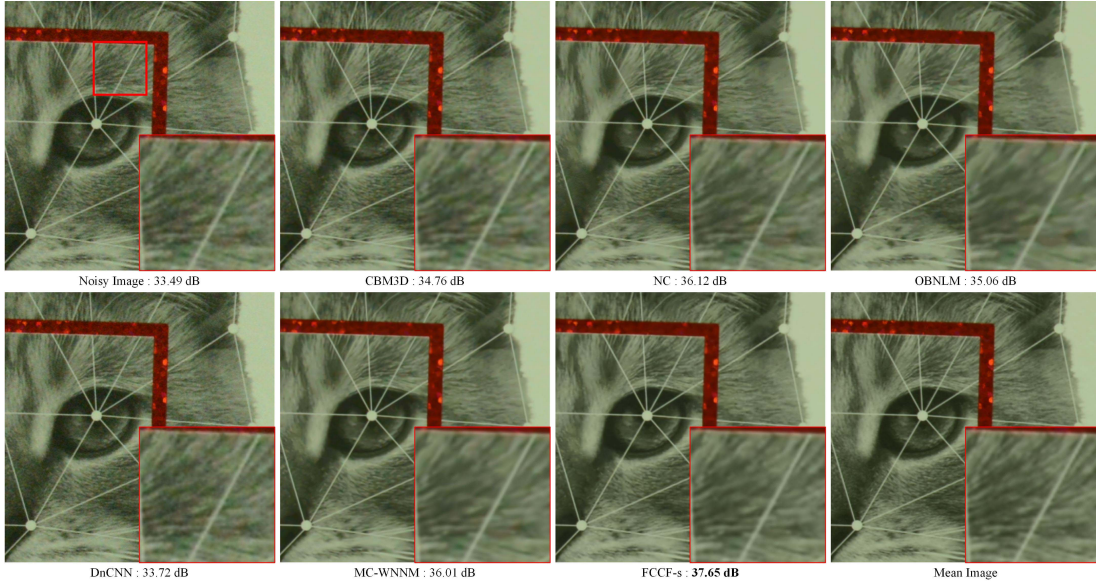 Noisy Image : 33.49 dB
CBM3D : 34.76 dB
NC : 36.12 dB
OBNLM : 35.06 dB
DnCNN : 33.72 dB
MC-WNNM : 36.01 dB
FCCF-s : 37.65 dB
Mean Image